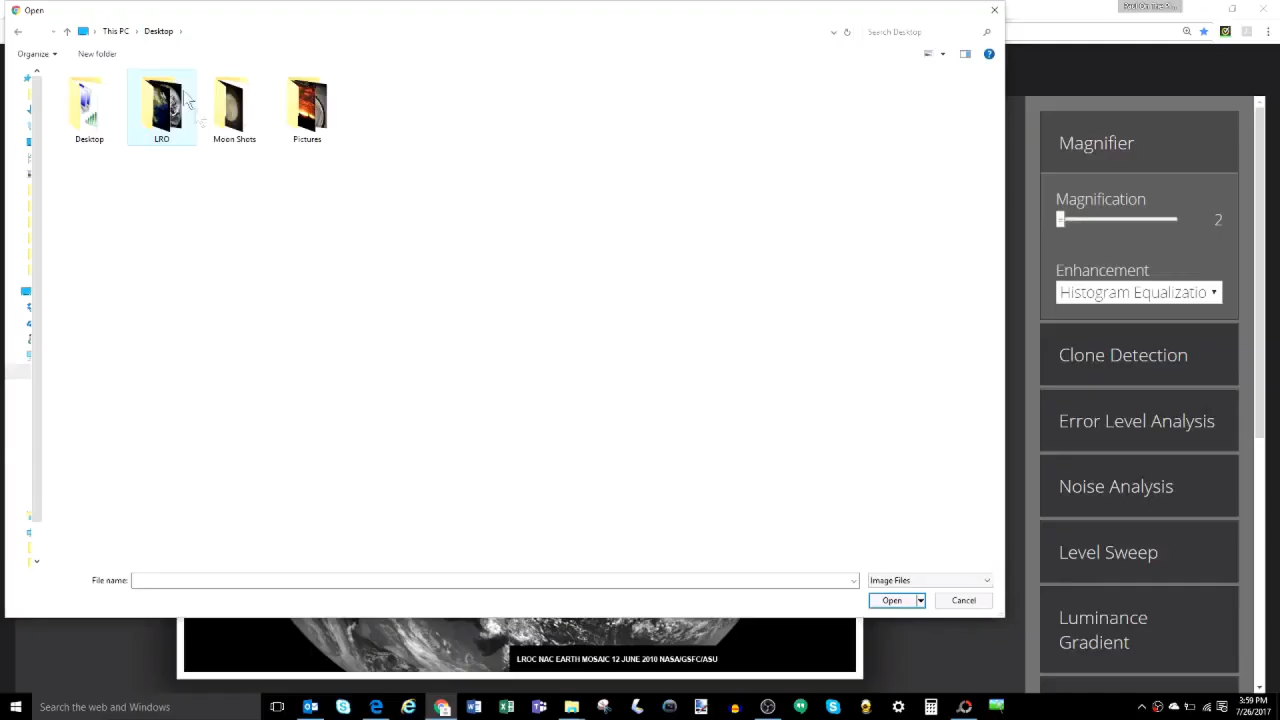 Open
This PC
Desktop
Search Desktop
Organize
New folder
Desktop
LRO
Moon Shots
Pictures
File name:
Image Files
Open
Cancel
Magnifier
Magnification
2
Enhancement
Histogram Equalizatio
Clone Detection
Error Level Analysis
Noise Analysis
Level Sweep
Luminance
Gradient
LROC NAC EARTH MOSAIC 12 JUNE 2010 NASA/GSFC/ASU
Search the web and Windows
3:59 PM
7/26/2017